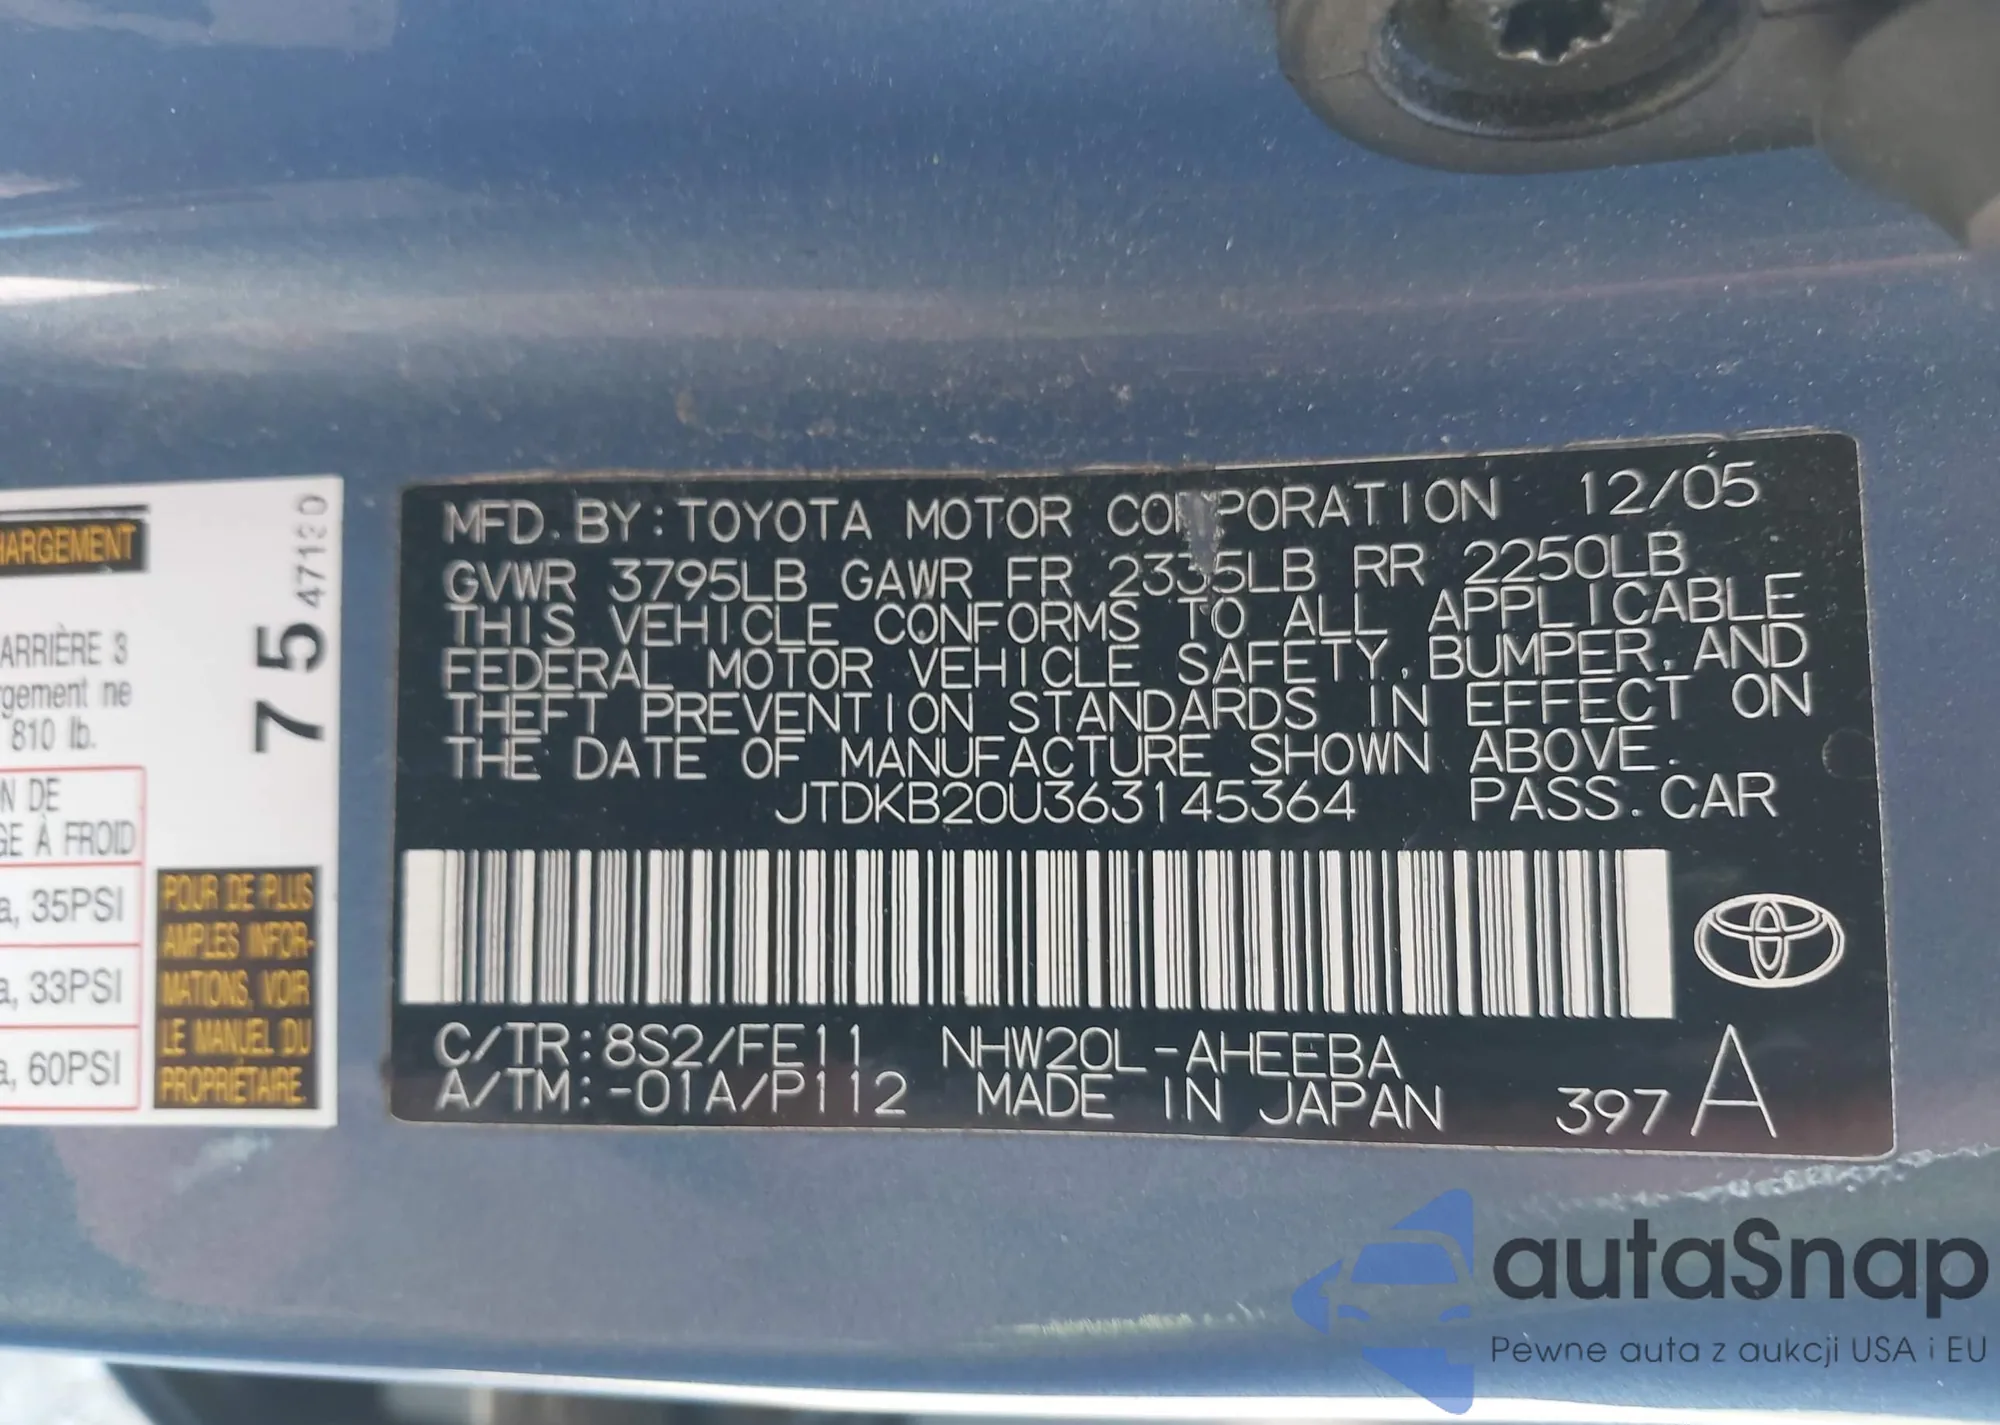 HARGEMENT
75 47120
ARRIÈRE 3
rgement ne
810 lb.
N DE
GE À FROID
a, 35PSI
a, 33PSI
a, 60PSI
POUR DE PLUS
AMPLES INFOR-
MATIONS, VOIR
LE MANUEL DU
PROPRIÉTAIRE.
MFD. BY: TOYOTA MOTOR CORPORATION 12/05
GVWR 3795LB GAWR FR 2335LB RR 2250LB
THIS VEHICLE CONFORMS TO ALL APPLICABLE
FEDERAL MOTOR VEHICLE SAFETY, BUMPER, AND
THEFT PREVENTION STANDARDS IN EFFECT ON
THE DATE OF MANUFACTURE SHOWN ABOVE.
JTDKB20U363145364 PASS. CAR
C/TR: 8S2/FE11 NHW20L-AHEEBA
A/TM: -01A/P112 MADE IN JAPAN 397 A
autaSnap
Pewne auta z aukcji USA i EU